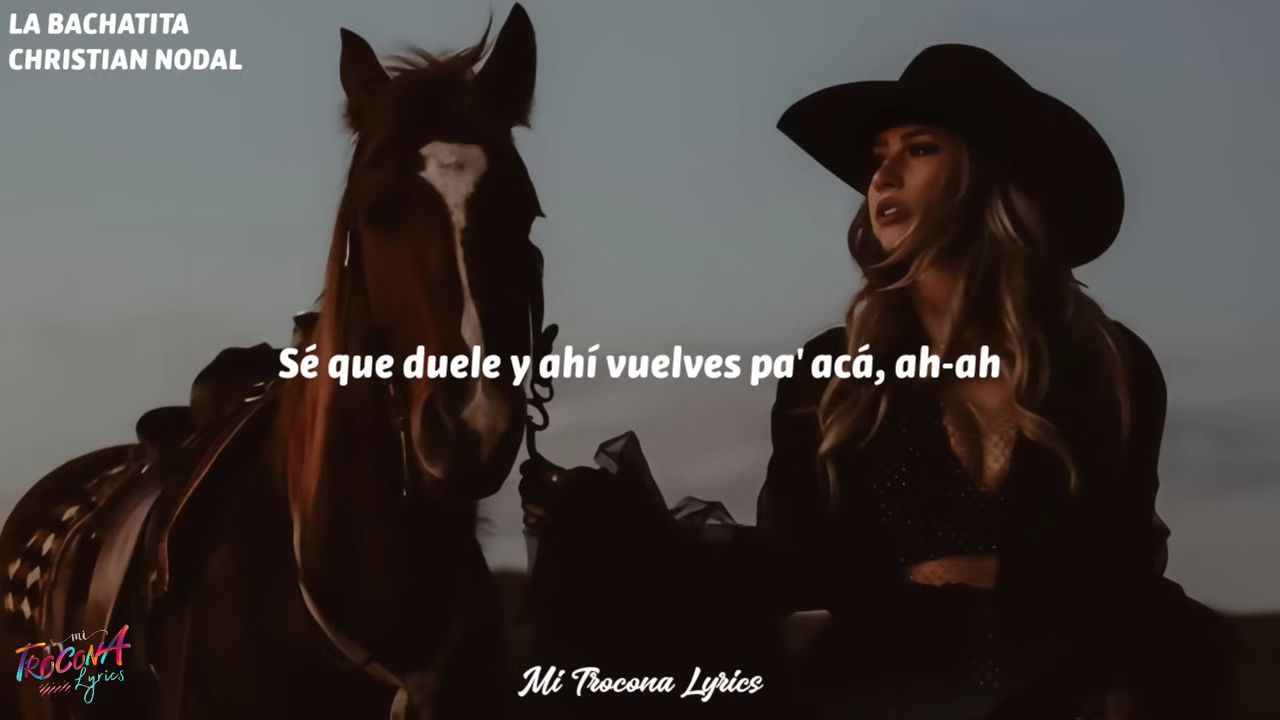 LA BACHATITA
CHRISTIAN NODAL
Sé que duele y ahí vuelves pa' acá, ah-ah
mi
TROCONA
Lyrics
Mi Trocona Lyrics